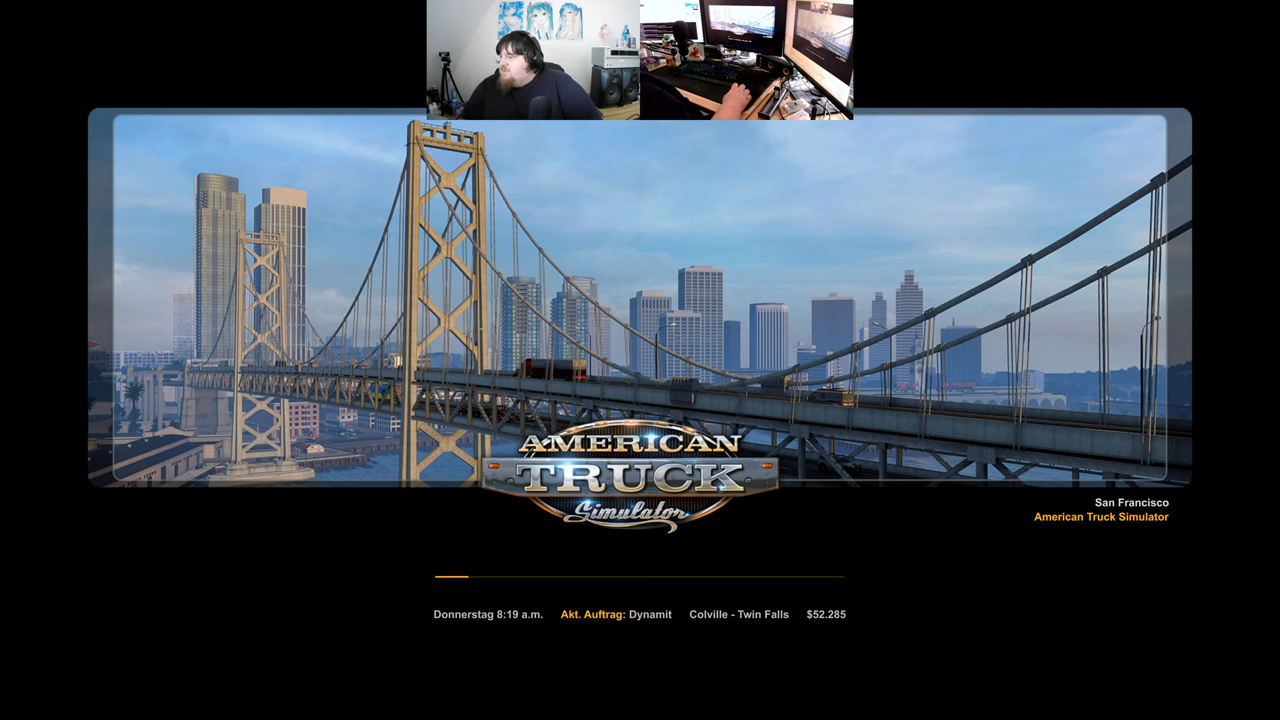 AMERICAN
TRUCK
Simulator
San Francisco
American Truck Simulator
Donnerstag 8:19 a.m. Akt. Auftrag: Dynamit Colville - Twin Falls $52.285